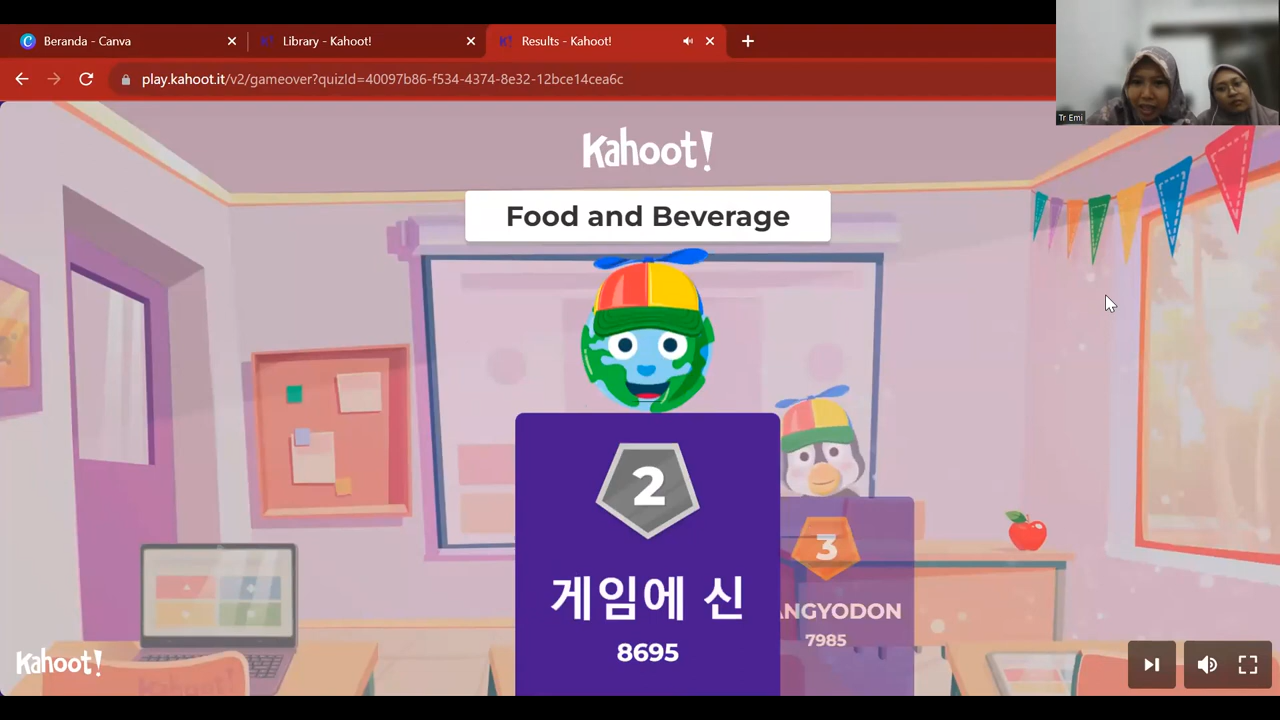 Beranda - Canva
Library - Kahoot!
Results - Kahoot!
play.kahoot.it/v2/gameover?quizId=40097b86-f534-4374-8e32-12bce14cea6c
Tr Emi
Kahoot!
Food and Beverage
2
게임에 신
8695
3
ANGYODON
7985
Kahoot!